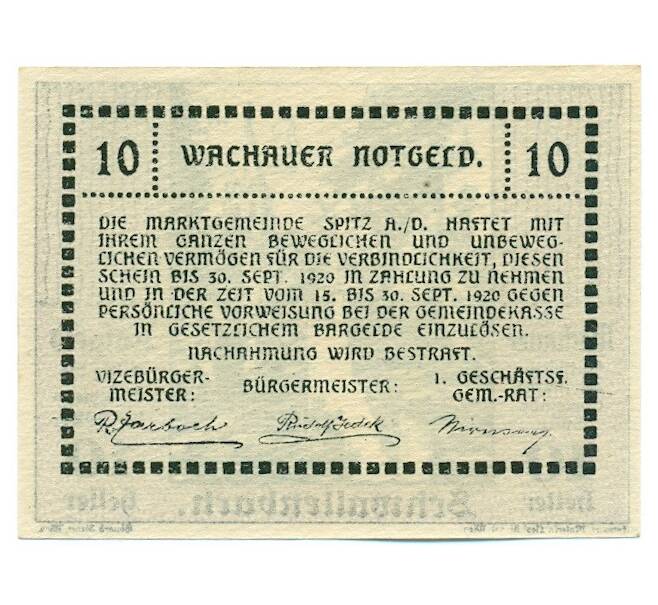 10 WACHAUER NOTGELD. 10
DIE MARKTGEMEINDE SPITZ A./D. HAFTET MIT
IHREM GANZEN BEWEGLICHEN UND UNBEWEG-
LICHEN VERMÖGEN FÜR DIE VERBINDLICHKEIT, DIESEN
SCHEIN BIS 30. SEPT. 1920 IN ZAHLUNG ZU NEHMEN
UND IN DER ZEIT VOM 15. BIS 30. SEPT. 1920 GEGEN
PERSÖNLICHE VORWEISUNG BEI DER GEMEINDEKASSE
IN GESETZLICHEM BARGELDE EINZULÖSEN.
NACHAHMUNG WIRD BESTRAFT.
VIZEBÜRGER-
MEISTER:
BÜRGERMEISTER:
1. GESCHÄFTSF.
GEM.-RAT:
Heller Schwallenbach. Heller